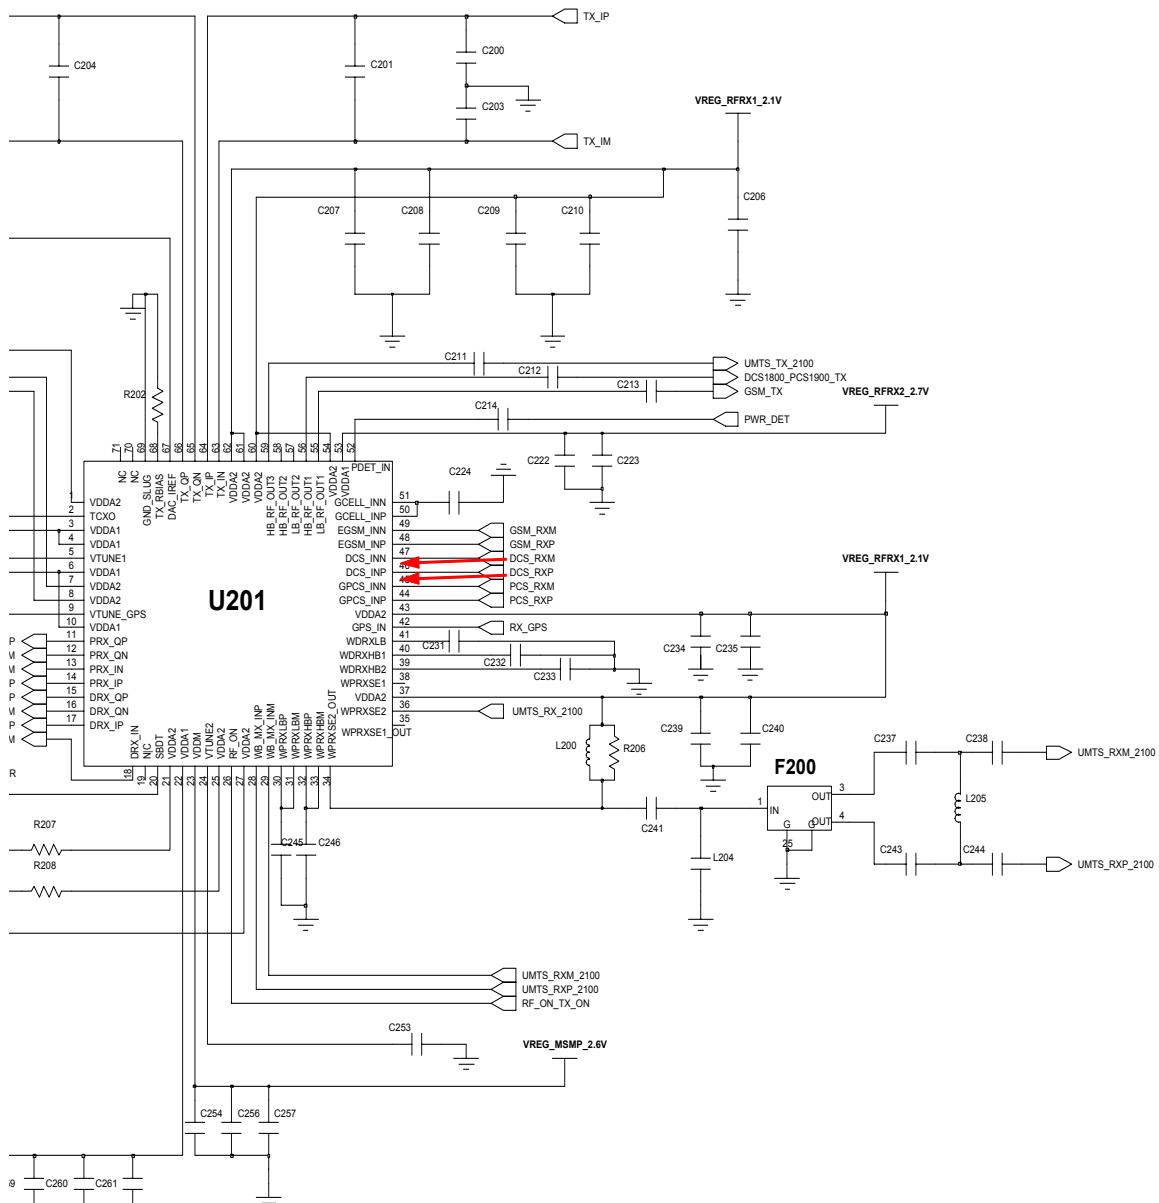 TX_IP
C204
C201
C200
C203
VREG_RFRX1_2.1V
TX_IM
C207
C208
C209
C210
C206
C211
UMTS_TX_2100
C212
DCS1800_PCS1900_TX
C213
GSM_TX
R202
VREG_RFRX2_2.7V
C214
PWR_DET
C222
C223
C224
71 70 69 68 67 66 65 64 63 62 61 60 59 58 57 56 55 54 53 52
NC
NC
GND_SLUG
TX_RBIAS
DAC_IREF
TX_QP
TX_QN
TX_IP
TX_IN
VDDA2
VDDA2
VDDA2
HB_RF_OUT3
HB_RF_OUT2
LB_RF_OUT2
HB_RF_OUT1
LB_RF_OUT1
VDDA2
VDDA1
PDET_IN
1 VDDA2
2 TCXO
3 VDDA1
4 VDDA1
5 VTUNE1
6 VDDA1
7 VDDA2
8 VDDA2
9 VTUNE_GPS
10 VDDA1
P 11 PRX_QP
M 12 PRX_QN
M 13 PRX_IN
P 14 PRX_IP
P 15 DRX_QP
M 16 DRX_QN
P 17 DRX_IP
M
U201
GCELL_INN 51
GCELL_INP 50
EGSM_INN 49 GSM_RXM
EGSM_INP 48 GSM_RXP
DCS_INN 47 DCS_RXM
DCS_INP 46 DCS_RXP
GPCS_INN 45 PCS_RXM
GPCS_INP 44 PCS_RXP
VDDA2 43
GPS_IN 42 RX_GPS
WDRXLB 41 C231
WDRXHB1 40 C232
WDRXHB2 39 C233
WPRXSE1 38
VDDA2 37
WPRXSE2 36 UMTS_RX_2100
WPRXSE1_OUT 35
VREG_RFRX1_2.1V
C234
C235
DRX_IN
N/C
SBDT
VDDA2
VDDA1
VDDM
VTUNE2
VDDA2
RF_ON
VDDA2
WB_MX_INP
WB_MX_INM
WPRXLBP
WPRXLBM
WPRXHBP
WPRXHBM
WPRXSE2_OUT
18 19 20 21 22 23 24 25 26 27 28 29 30 31 32 33 34
L200
R206
C239
C240
C237
C238
UMTS_RXM_2100
F200
1 IN
OUT 3
OUT 4
G G
25
L205
C241
C243
C244
UMTS_RXP_2100
L204
R
R207
R208
C245
C246
UMTS_RXM_2100
UMTS_RXP_2100
RF_ON_TX_ON
C253
VREG_MSMP_2.6V
C254
C256
C257
C260
C261